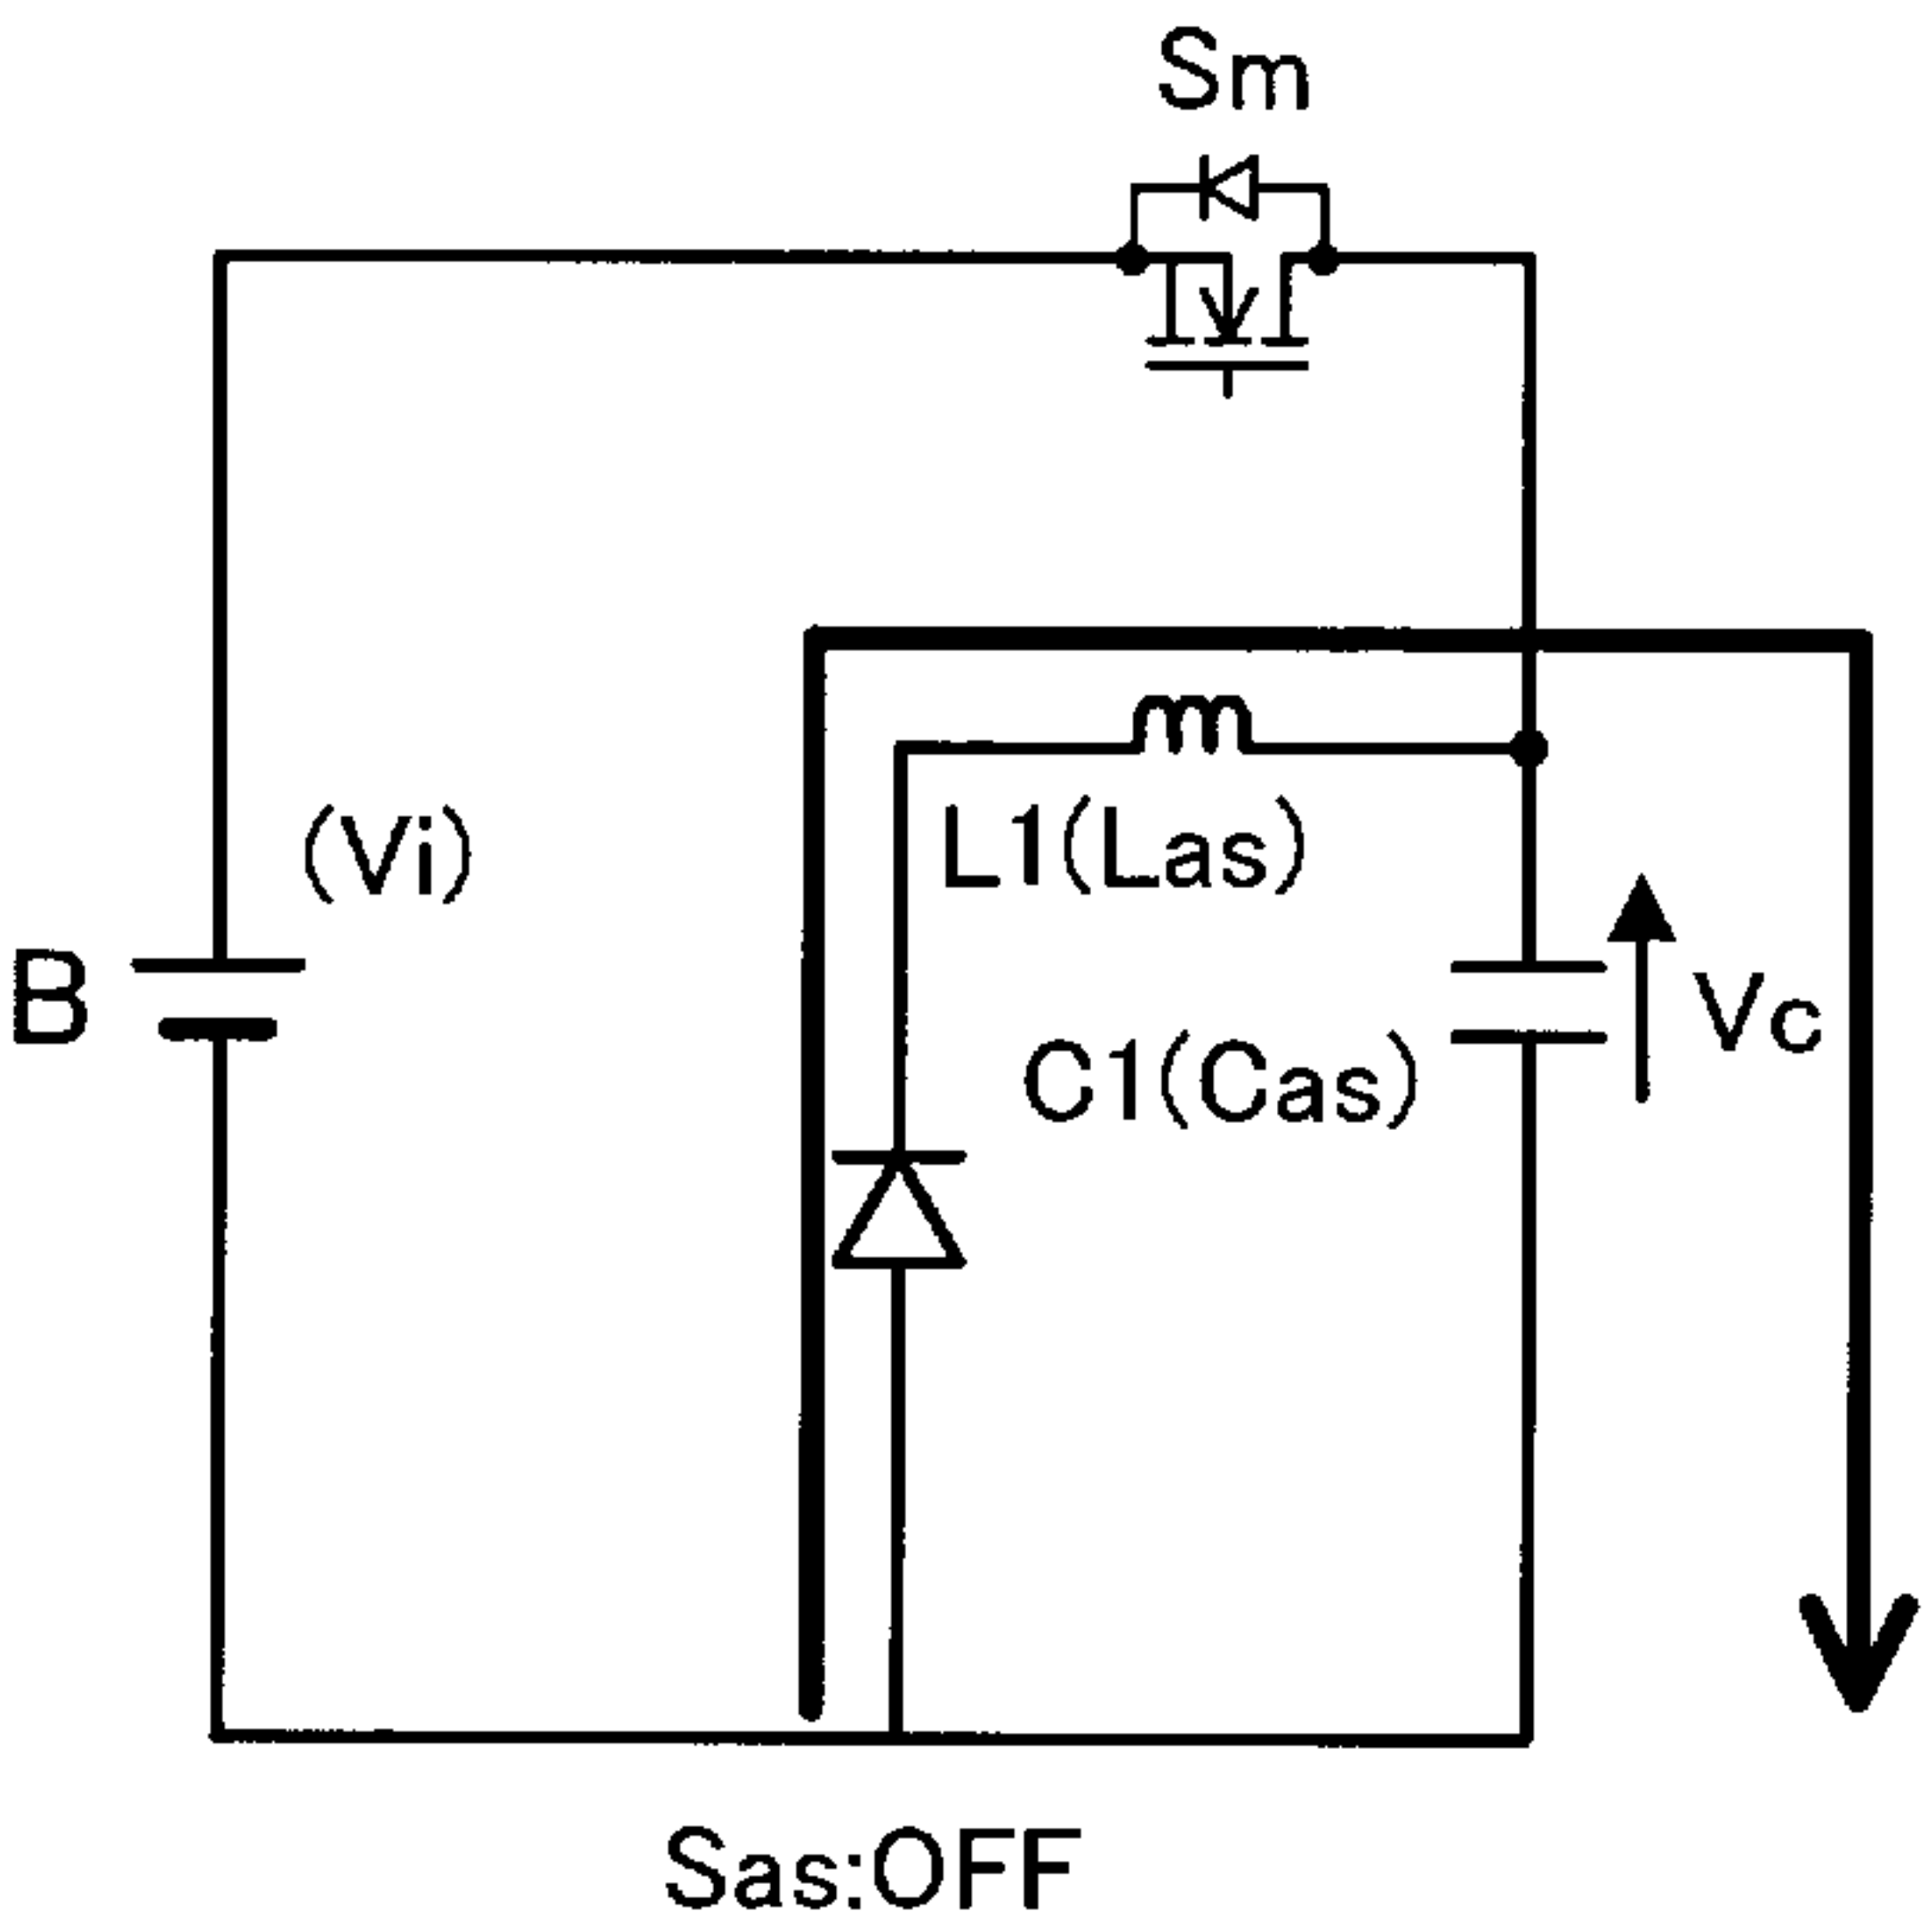 Sm
(Vi)
L1(Las)
B
Vc
C1(Cas)
Sas:OFF